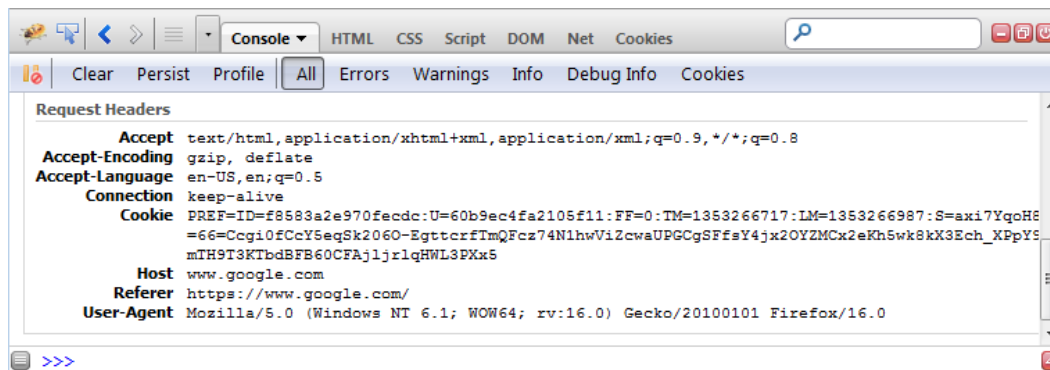 Console ▼ HTML CSS Script DOM Net Cookies
Clear Persist Profile All Errors Warnings Info Debug Info Cookies
Request Headers
Accept text/html,application/xhtml+xml,application/xml;q=0.9,*/*;q=0.8
Accept-Encoding gzip, deflate
Accept-Language en-US,en;q=0.5
Connection keep-alive
Cookie PREF=ID=f8583a2e970fecdc:U=60b9ec4fa2105f11:FF=0:TM=1353266717:LM=1353266987:S=axi7YqoH8
=66=Ccgi0fCcY5eqSk206O-EgttcrfTmQFcz74N1hwViZcwaUPGCgSFfsY4jx2OYZMCx2eKh5wk8kX3Ech_XPpY9
mTH9T3KTbdBFB60CFAjljrlqHWL3PXx5
Host www.google.com
Referer https://www.google.com/
User-Agent Mozilla/5.0 (Windows NT 6.1; WOW64; rv:16.0) Gecko/20100101 Firefox/16.0
>>>